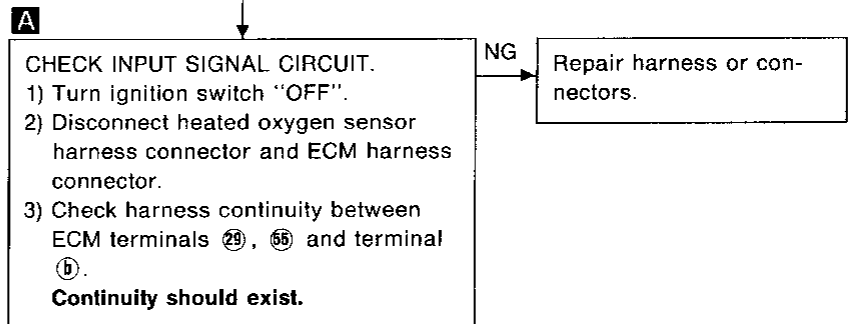 A
CHECK INPUT SIGNAL CIRCUIT.
1) Turn ignition switch "OFF".
2) Disconnect heated oxygen sensor
harness connector and ECM harness
connector.
3) Check harness continuity between
ECM terminals ㉙, 55 and terminal
ⓑ.
Continuity should exist.
NG
Repair harness or con-
nectors.